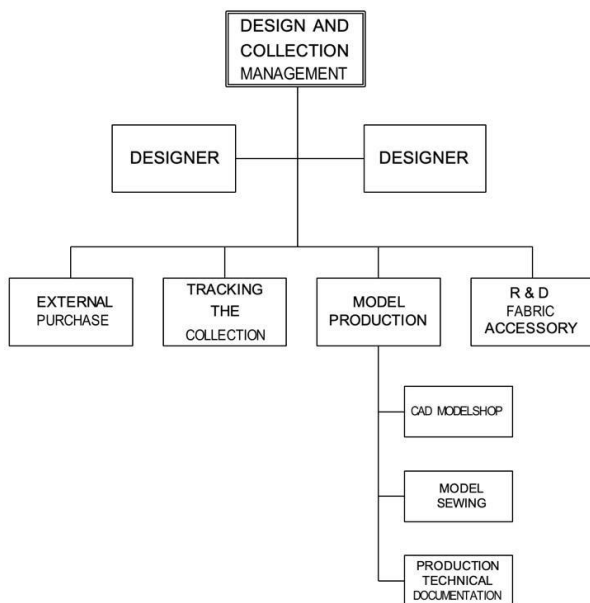 DESIGN AND
COLLECTION
MANAGEMENT
DESIGNER
DESIGNER
EXTERNAL
PURCHASE
TRACKING
THE
COLLECTION
MODEL
PRODUCTION
R & D
FABRIC
ACCESSORY
CAD MODELSHOP
MODEL
SEWING
PRODUCTION
TECHNICAL
DOCUMENTATION